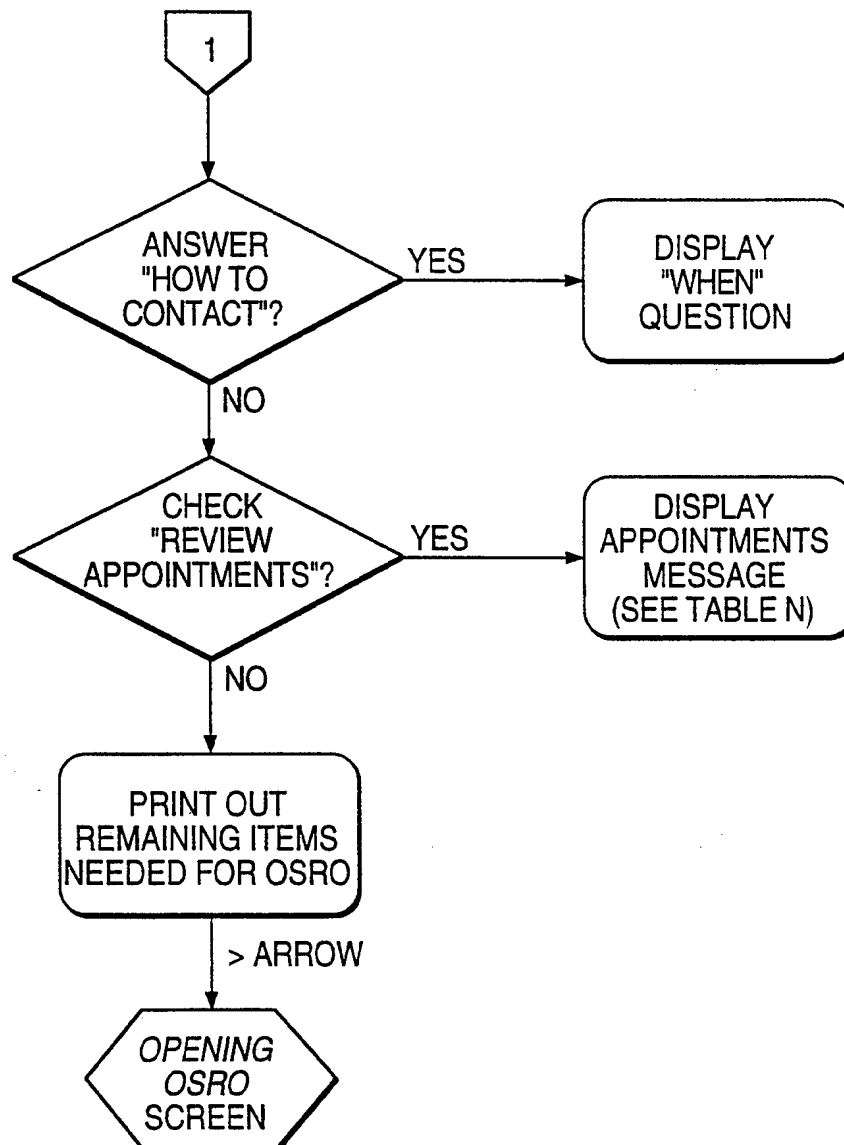 1
ANSWER
"HOW TO
CONTACT"?
YES
DISPLAY
"WHEN"
QUESTION
NO
CHECK
"REVIEW
APPOINTMENTS"?
YES
DISPLAY
APPOINTMENTS
MESSAGE
(SEE TABLE N)
NO
PRINT OUT
REMAINING ITEMS
NEEDED FOR OSRO
> ARROW
OPENING
OSRO
SCREEN